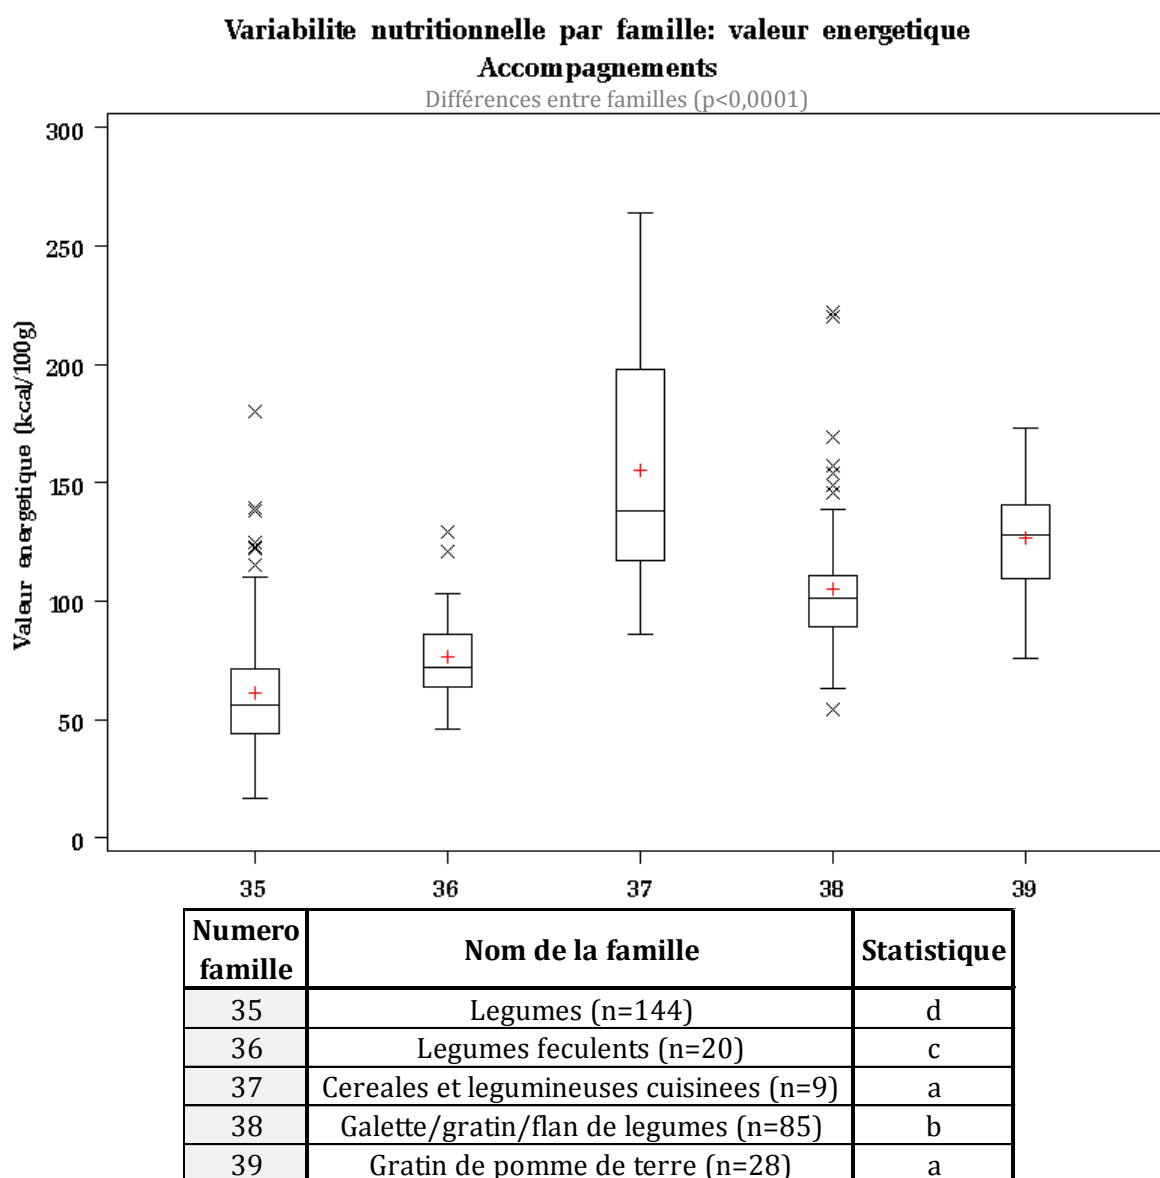 Variabilite nutritionnelle par famille: valeur energetique
Accompagnements
Différences entre familles (p<0,0001)
Valeur energetique (kcal/100g)
300
250
200
150
100
50
0
35 36 37 38 39
Numero famille Nom de la famille Statistique
35 Legumes (n=144) d
36 Legumes feculents (n=20) c
37 Cereales et legumineuses cuisinees (n=9) a
38 Galette/gratin/flan de legumes (n=85) b
39 Gratin de pomme de terre (n=28) a